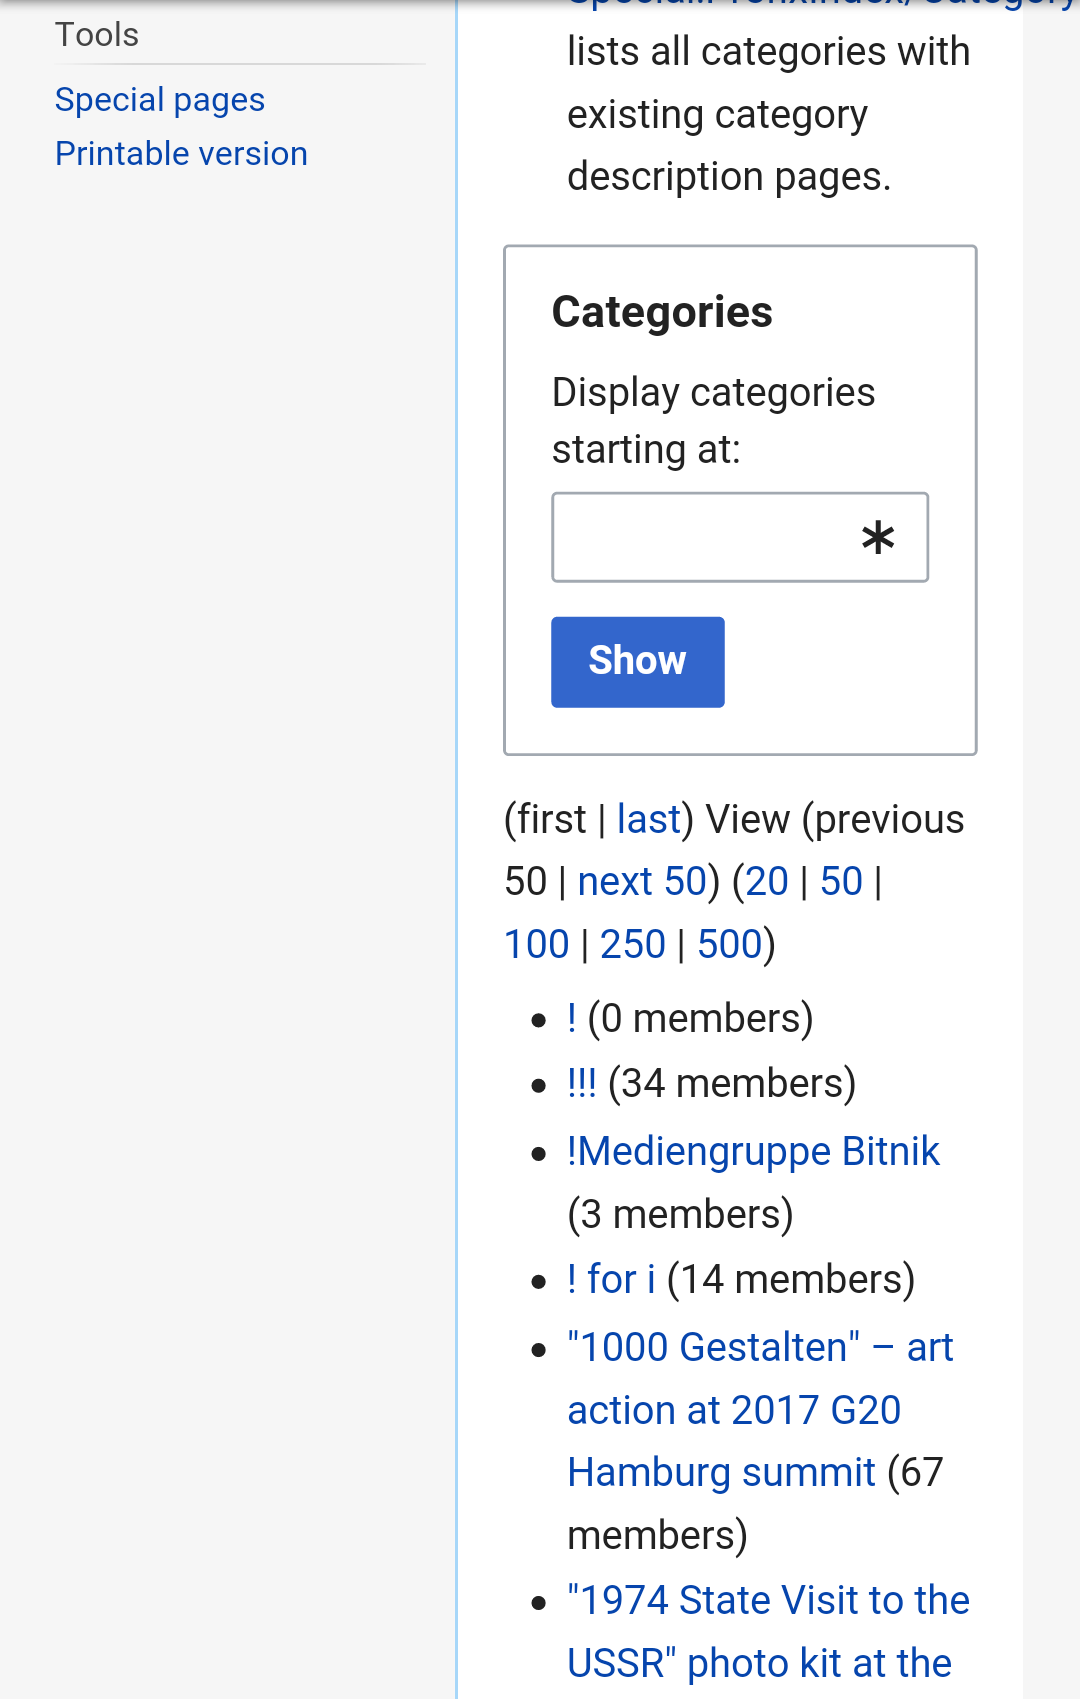 Tools
Special pages
Printable version
lists all categories with
existing category
description pages.
Categories
Display categories
starting at:
*
Show
(first | last) View (previous
50 | next 50) (20 | 50 |
100 | 250 | 500)
• ! (0 members)
• !!! (34 members)
• !Mediengruppe Bitnik
(3 members)
• ! for i (14 members)
• "1000 Gestalten" – art
action at 2017 G20
Hamburg summit (67
members)
• "1974 State Visit to the
USSR" photo kit at the